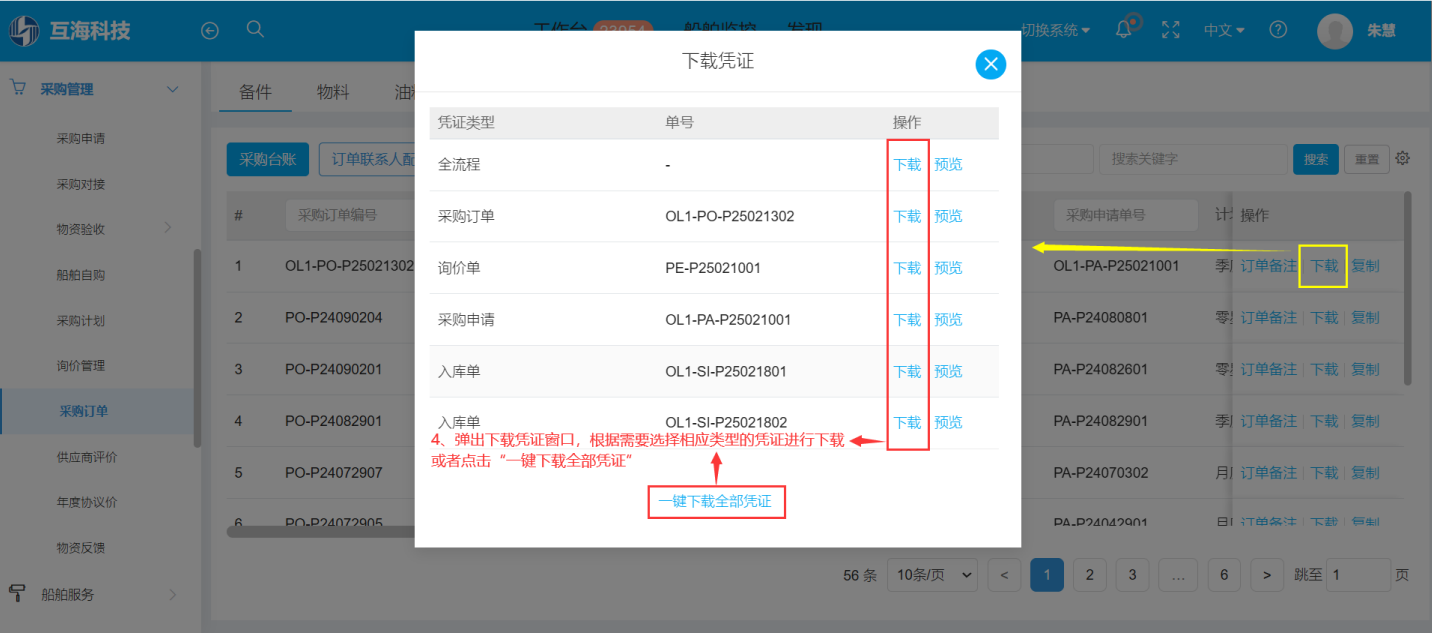 互海科技
工作台 23054 船舶监控 发现
切换系统
中文
朱慧
下载凭证
采购管理
采购申请
采购对接
物资验收
船舶自购
采购计划
询价管理
采购订单
供应商评价
年度协议价
物资反馈
船舶服务
备件 物料
采购台账 订单联系人配
搜索关键字 搜索 重置
# 采购订单编号 采购申请单号 操作
1 OL1-PO-P25021302 OL1-PA-P25021001 订单备注 下载 复制
2 PO-P24090204 PA-P24080801 订单备注 下载 复制
3 PO-P24090201 PA-P24082601 订单备注 下载 复制
4 PO-P24082901 PA-P24082901 订单备注 下载 复制
5 PO-P24072907 PA-P24070302 订单备注 下载 复制
6 PO-P24072905 PA-P24042901 订单备注 下载 复制
凭证类型 单号 操作
全流程 - 下载 预览
采购订单 OL1-PO-P25021302 下载 预览
询价单 PE-P25021001 下载 预览
采购申请 OL1-PA-P25021001 下载 预览
入库单 OL1-SI-P25021801 下载 预览
入库单 OL1-SI-P25021802 下载 预览
4、弹出下载凭证窗口，根据需要选择相应类型的凭证进行下载
或者点击“一键下载全部凭证”
一键下载全部凭证
56 条 10条/页 < 1 2 3 ... 6 > 跳至 1 页